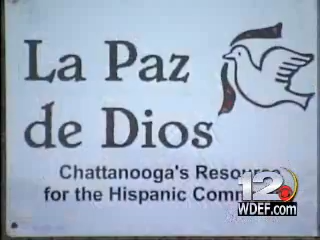 La Paz
de Dios
Chattanooga's Resource
for the Hispanic Comm
12
WDEF.com